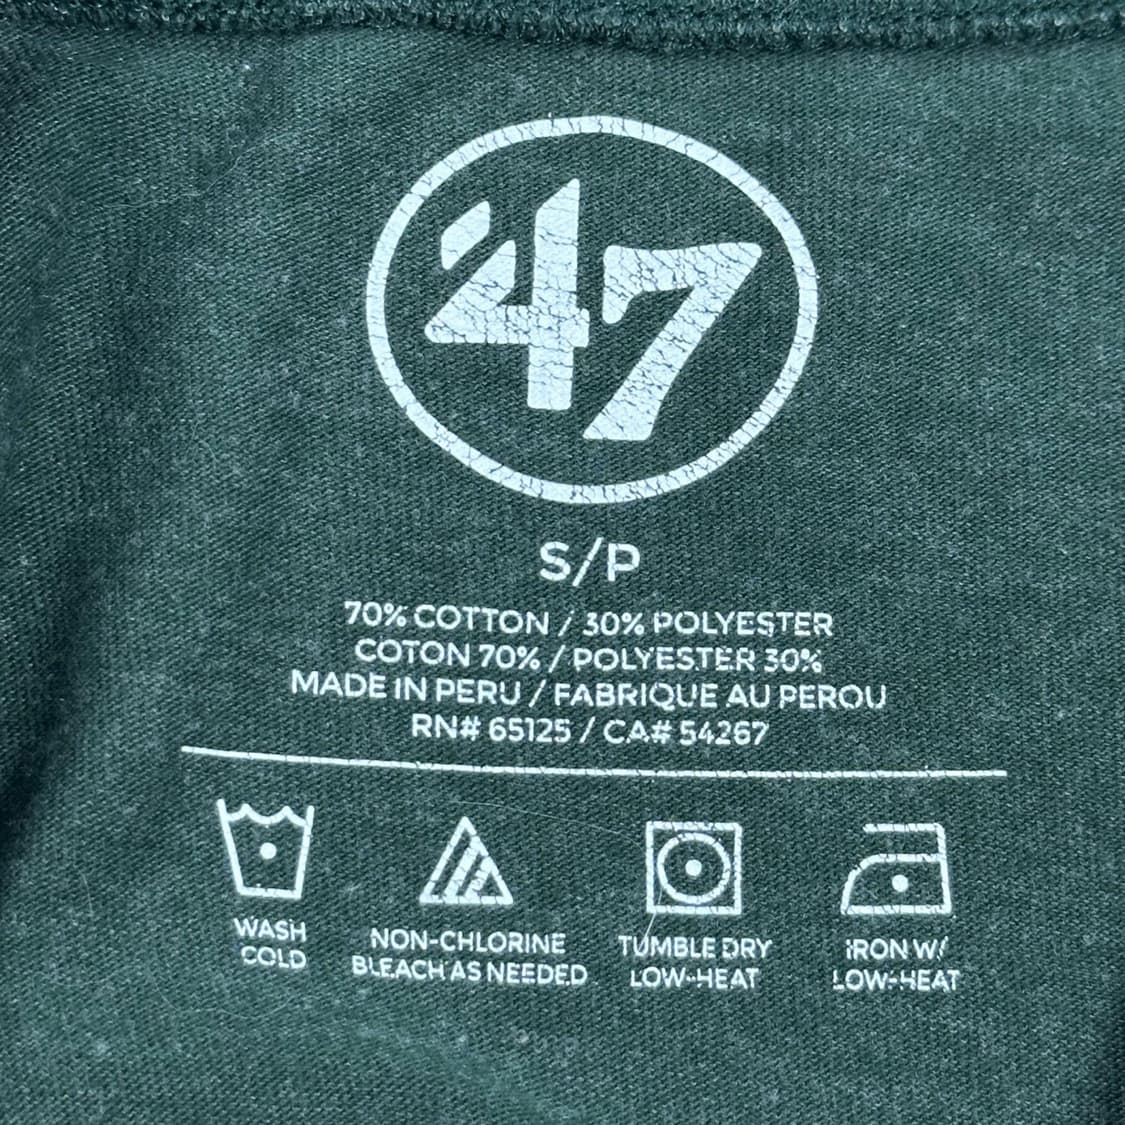 47
S/P
70% COTTON / 30% POLYESTER
COTON 70% / POLYESTER 30%
MADE IN PERU / FABRIQUE AU PEROU
RN# 65125 / CA# 54267
WASH
COLD
NON-CHLORINE
BLEACH AS NEEDED
TUMBLE DRY
LOW-HEAT
IRON W/
LOW-HEAT